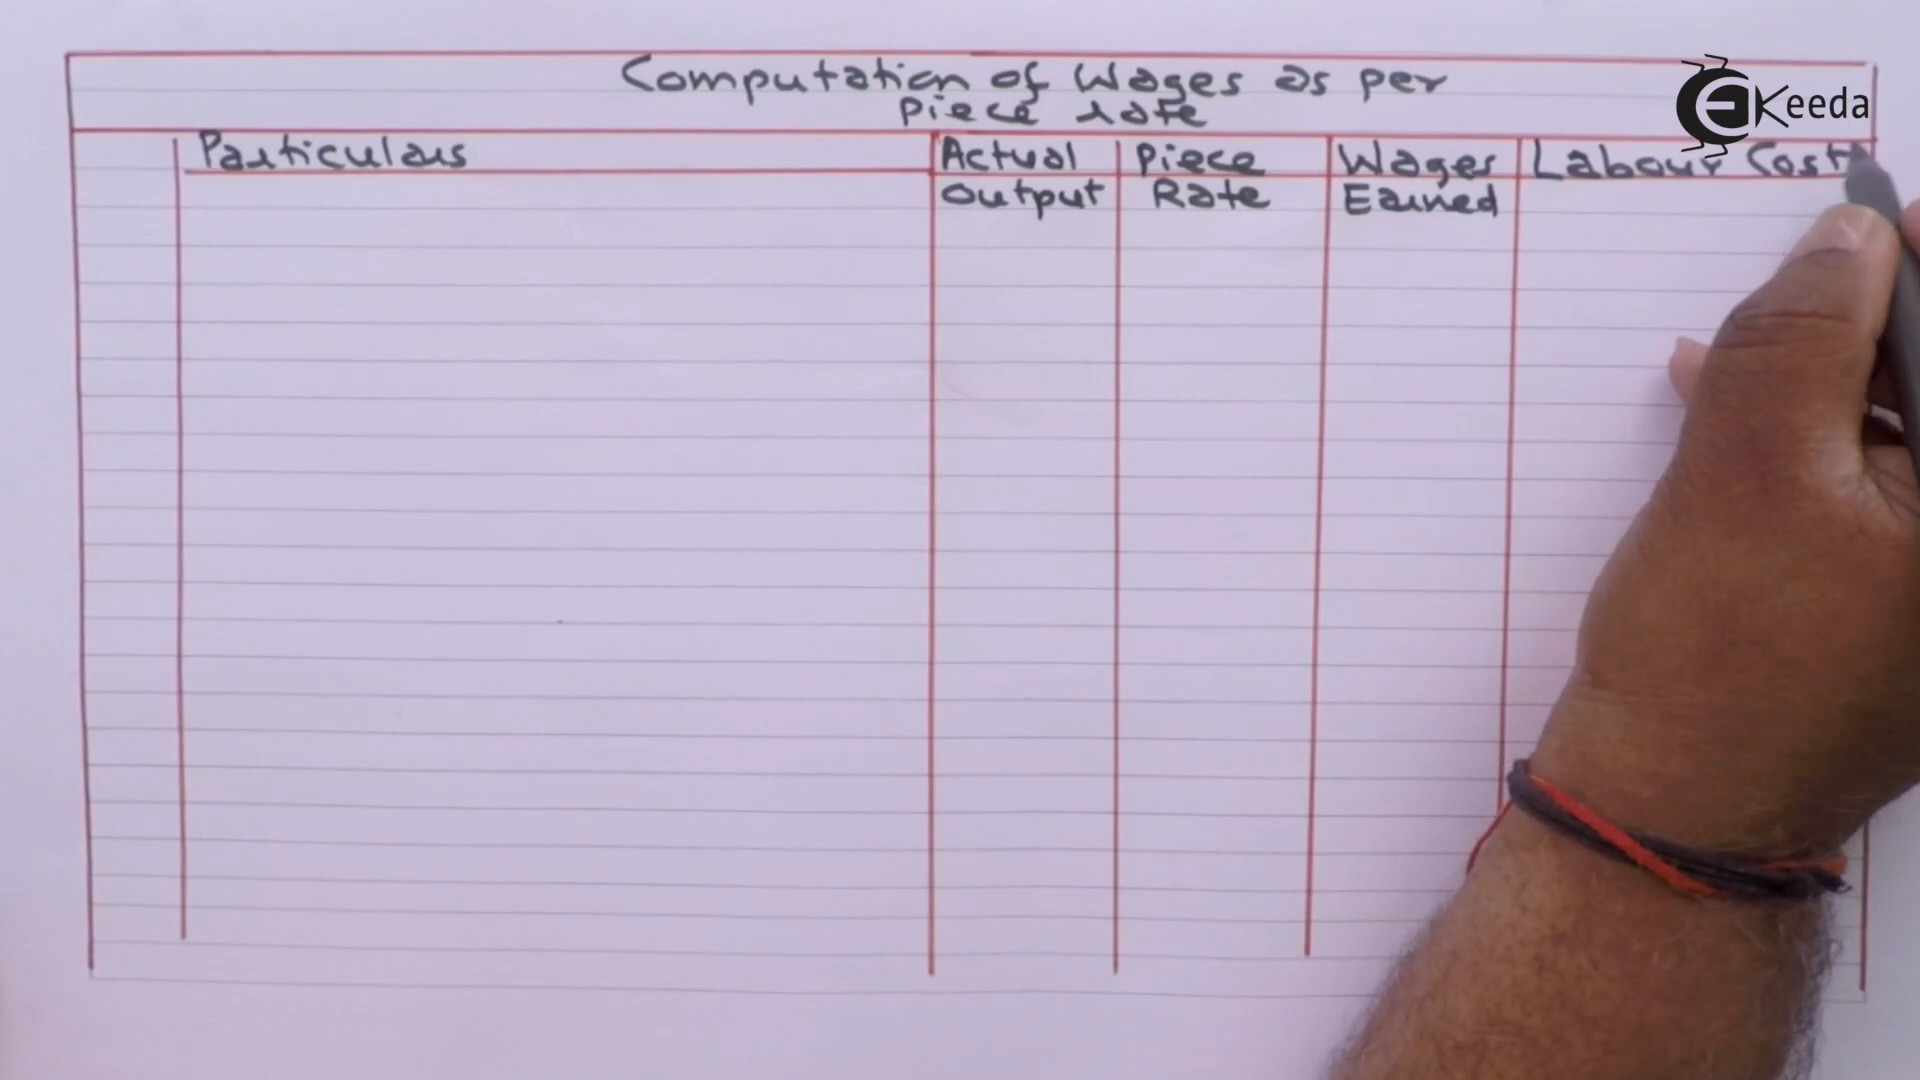 Computation of Wages as per
Piece rate
Keeda
Particulars
Actual Output
Piece Rate
Wages Earned
Labour Cost